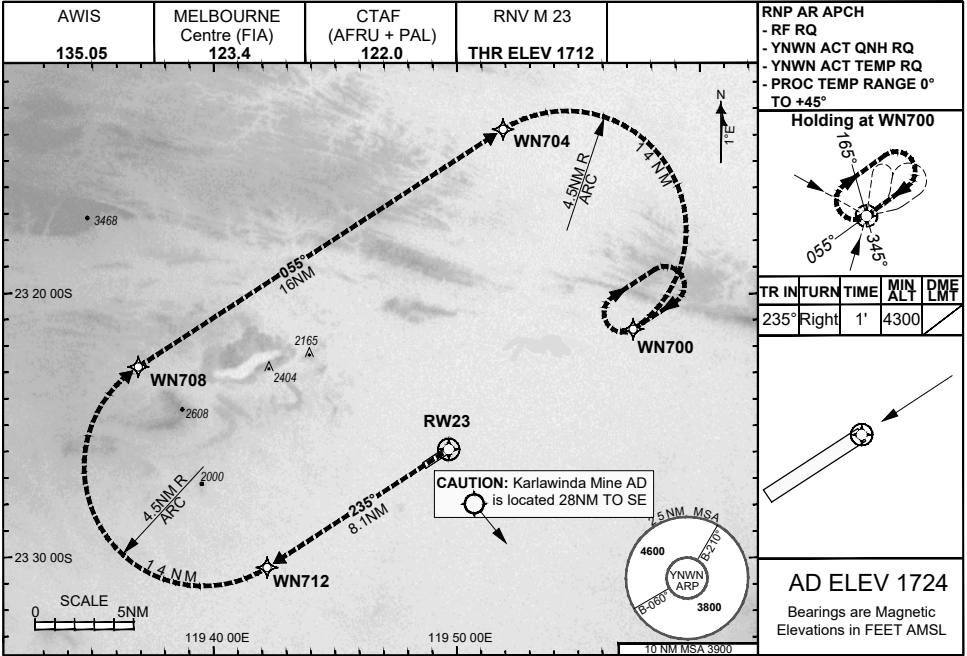 AWIS
135.05
MELBOURNE
Centre (FIA)
123.4
CTAF
(AFRU + PAL)
122.0
RNV M 23
THR ELEV 1712
RNP AR APCH
- RF RQ
- YNWN ACT QNH RQ
- YNWN ACT TEMP RQ
- PROC TEMP RANGE 0°
TO +45°
Holding at WN700
165°
055°
345°
TR IN TURN TIME MIN ALT DME LMT
235° Right 1' 4300
N
1°E
WN704
4.5NM R
ARC
14NM
3468
055°
16NM
23 20 00S
WN700
2165
2404
WN708
2608
RW23
2000
4.5NM R
ARC
CAUTION: Karlawinda Mine AD
is located 28NM TO SE
235°
8.1NM
23 30 00S
14NM
WN712
25NM MSA
4600
B-210°
YNWN
ARP
B-060°
3800
10 NM MSA 3900
SCALE
0 5NM
119 40 00E
119 50 00E
AD ELEV 1724
Bearings are Magnetic
Elevations in FEET AMSL